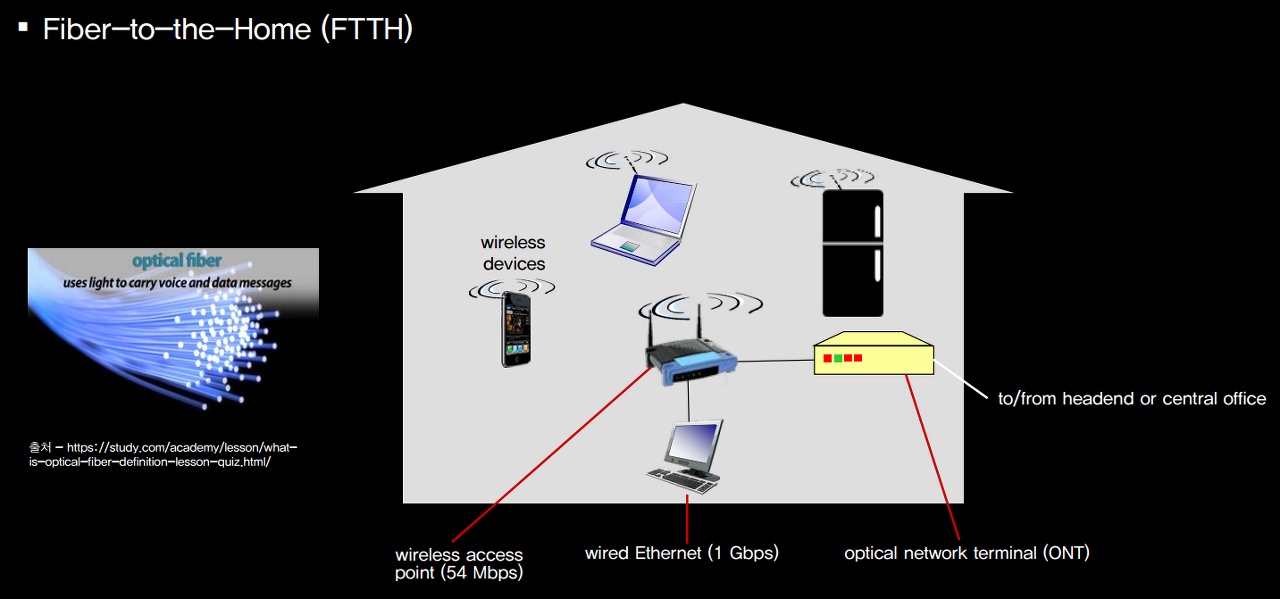 ▪ Fiber-to-the-Home (FTTH)
optical fiber
uses light to carry voice and data messages
출처 - https://study.com/academy/lesson/what-
is-optical-fiber-definition-lesson-quiz.html/
wireless
devices
to/from headend or central office
wireless access
point (54 Mbps)
wired Ethernet (1 Gbps)
optical network terminal (ONT)